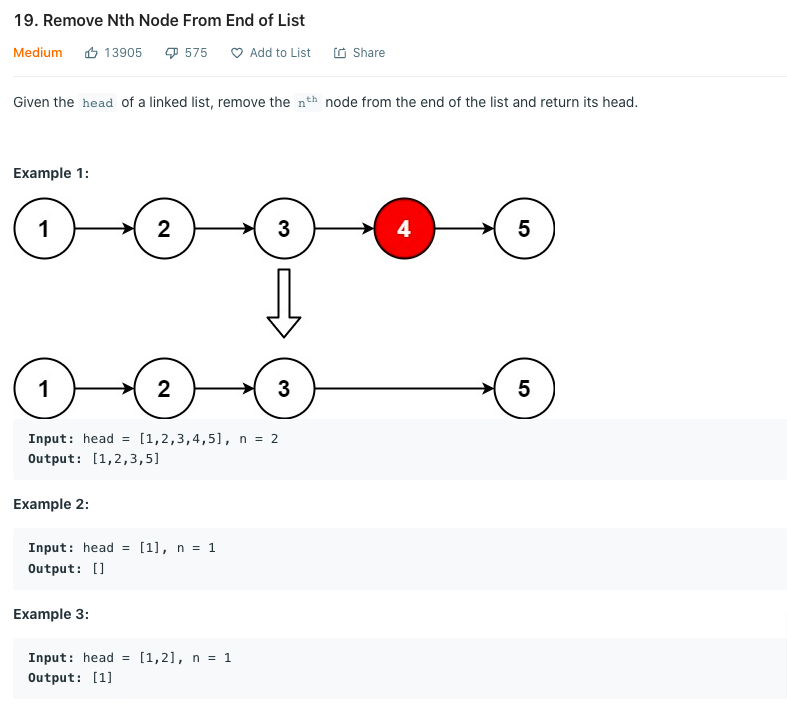 19. Remove Nth Node From End of List
Medium 13905 575 Add to List Share
Given the head of a linked list, remove the nth node from the end of the list and return its head.
Example 1:
1 2 3 4 5
1 2 3 5
Input: head = [1,2,3,4,5], n = 2
Output: [1,2,3,5]
Example 2:
Input: head = [1], n = 1
Output: []
Example 3:
Input: head = [1,2], n = 1
Output: [1]